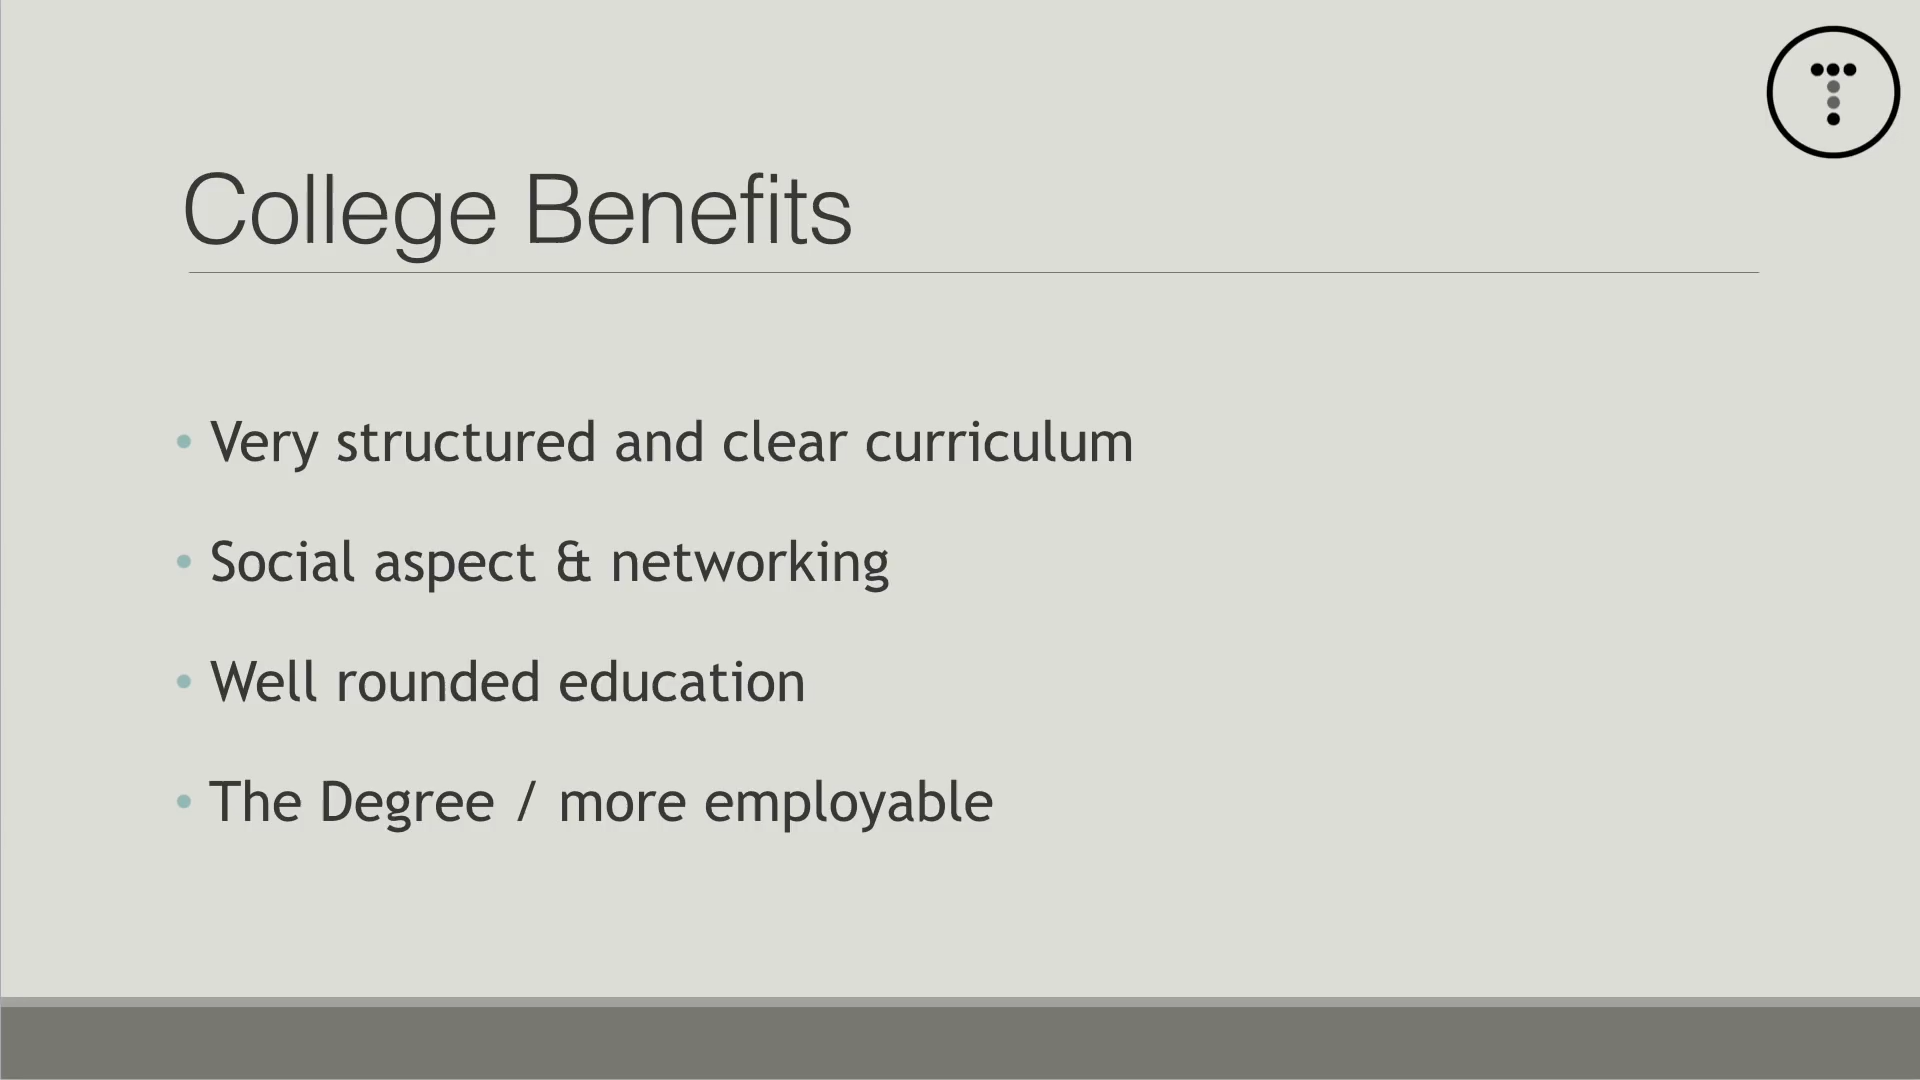 College Benefits
• Very structured and clear curriculum
• Social aspect & networking
• Well rounded education
• The Degree / more employable